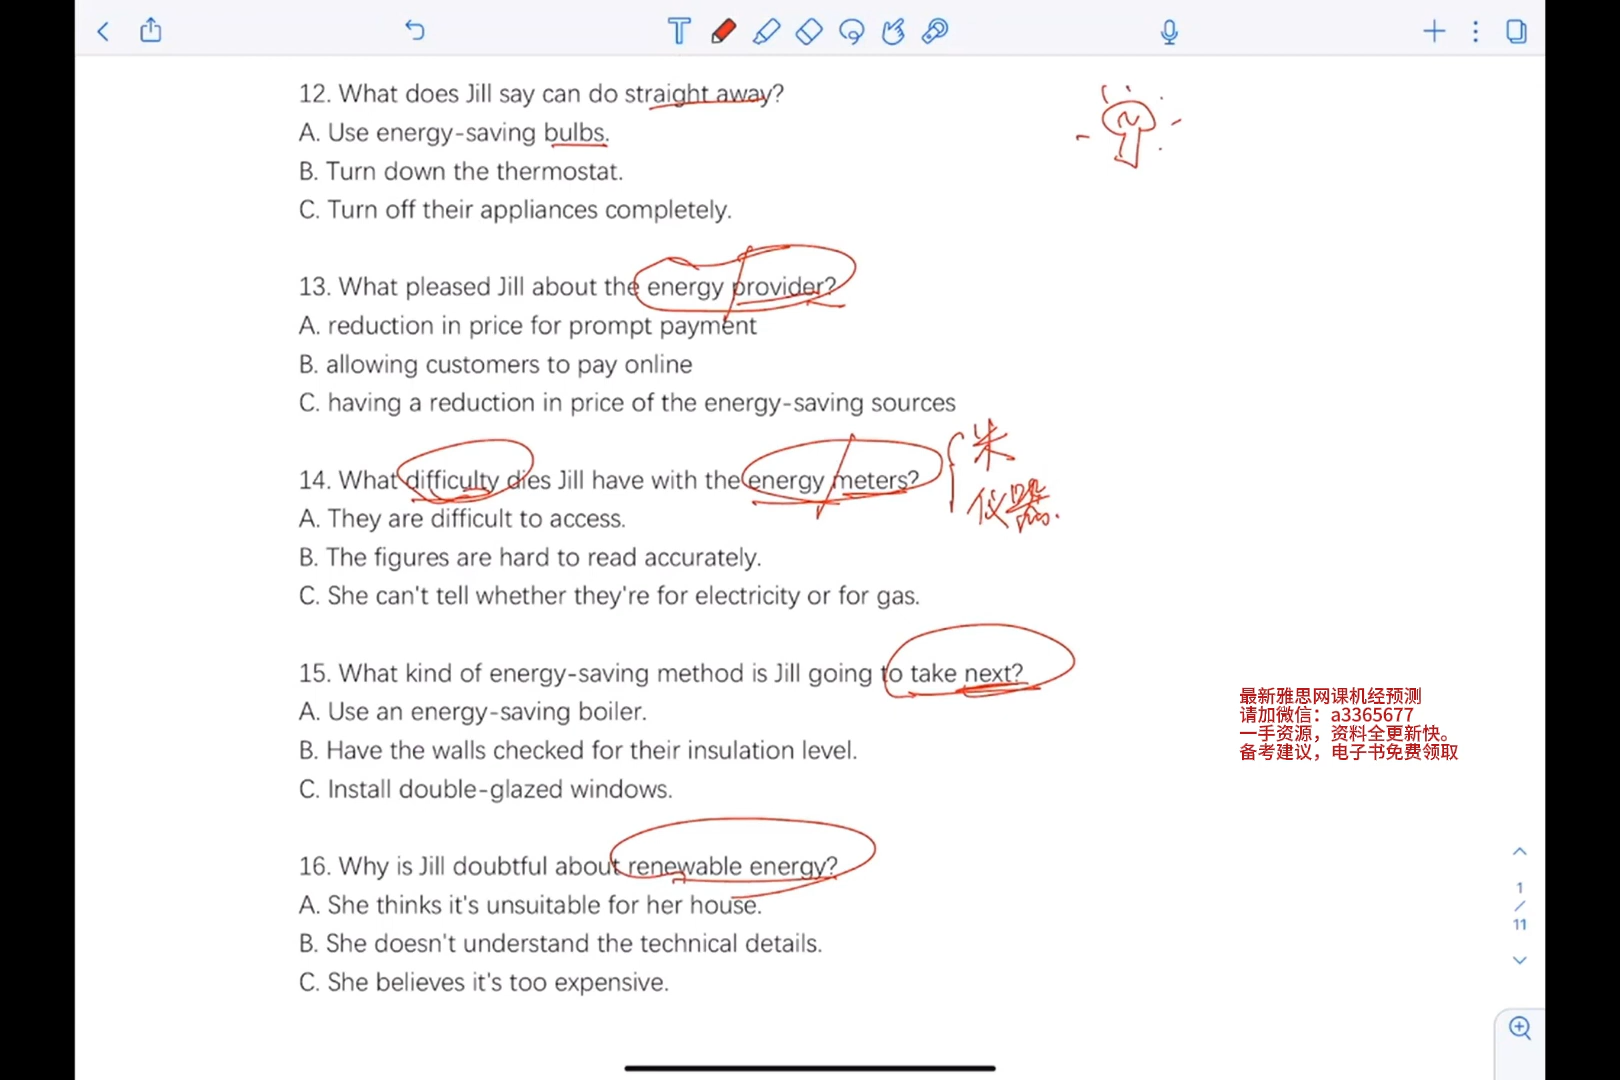 12. What does Jill say can do straight away?
A. Use energy-saving bulbs.
B. Turn down the thermostat.
C. Turn off their appliances completely.
13. What pleased Jill about the energy provider?
A. reduction in price for prompt payment
B. allowing customers to pay online
C. having a reduction in price of the energy-saving sources
米
14. What difficulty dies Jill have with the energy meters?
仪器.
A. They are difficult to access.
B. The figures are hard to read accurately.
C. She can't tell whether they're for electricity or for gas.
15. What kind of energy-saving method is Jill going to take next?
A. Use an energy-saving boiler.
B. Have the walls checked for their insulation level.
C. Install double-glazed windows.
最新雅思网课机经预测
请加微信：a3365677
一手资源，资料全更新快。
备考建议，电子书免费领取
16. Why is Jill doubtful about renewable energy?
A. She thinks it's unsuitable for her house.
B. She doesn't understand the technical details.
C. She believes it's too expensive.
1
/
11